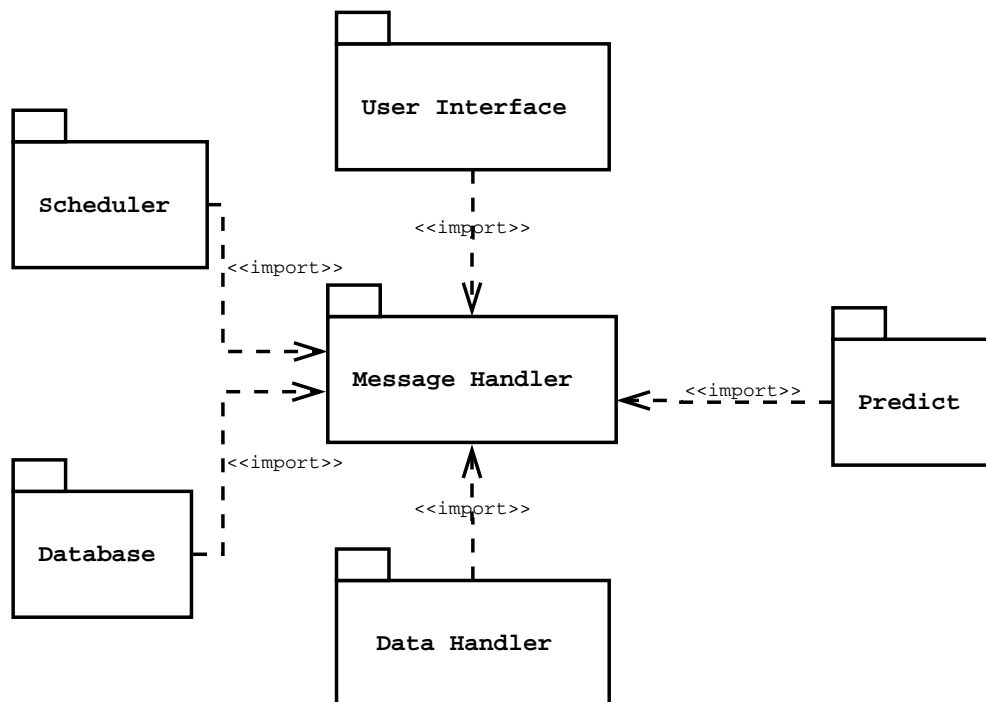 User Interface
Scheduler
<<import>>
<<import>>
Message Handler
<<import>>
Predict
<<import>>
<<import>>
Database
Data Handler